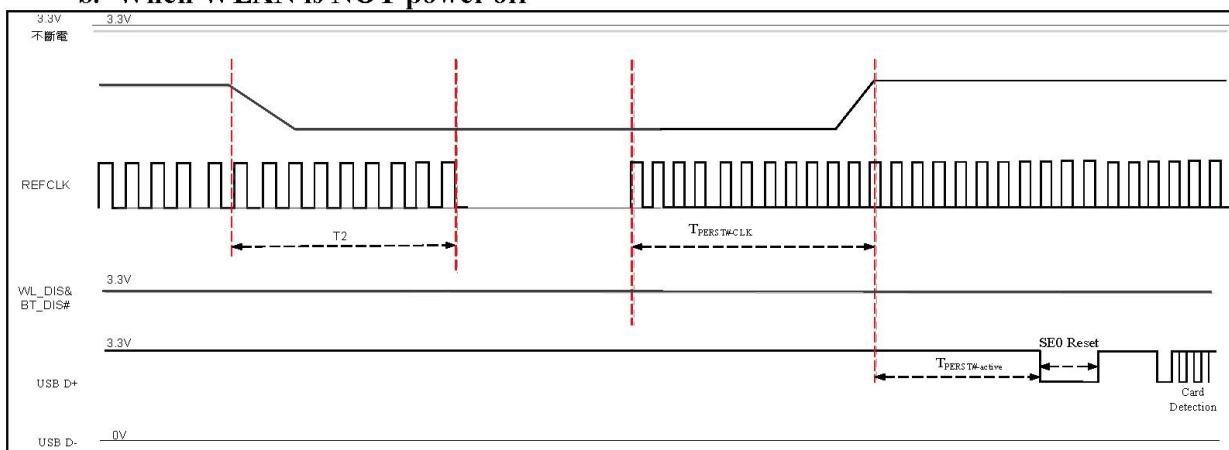 b. When WLAN is NOT power off
3.3V 3.3V
不斷電
REFCLK
T2
TPERST#-CLK
3.3V
WL_DIS&
BT_DIS#
3.3V
SE0 Reset
TPERST#-active
USB D+
Card
Detection
0V
USB D-